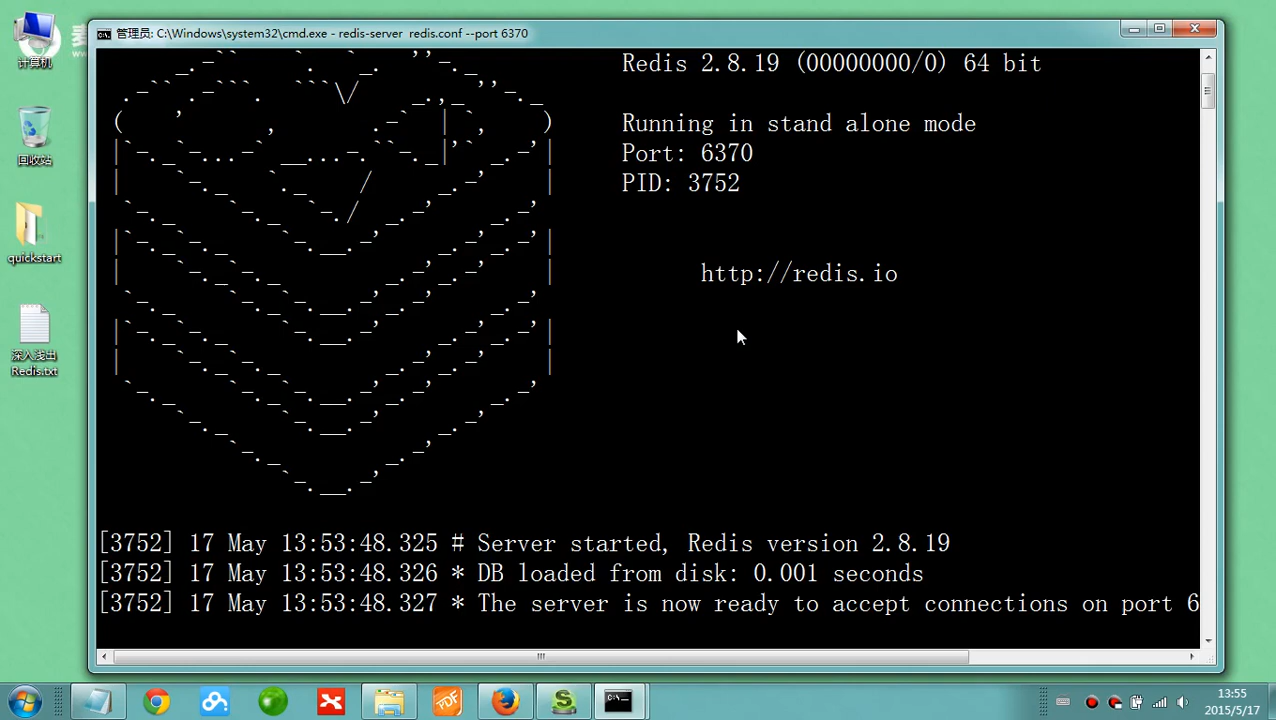 管理员: C:\Windows\system32\cmd.exe - redis-server redisconf --port 6370
计算机
回收站
quickstart
深入浅出
Redis.txt
Redis 2.8.19 (00000000/0) 64 bit
Running in stand alone mode
Port: 6370
PID: 3752
http://redis.io
[3752] 17 May 13:53:48.325 # Server started, Redis version 2.8.19
[3752] 17 May 13:53:48.326 * DB loaded from disk: 0.001 seconds
[3752] 17 May 13:53:48.327 * The server is now ready to accept connections on port 6
PDF
13:55
2015/5/17